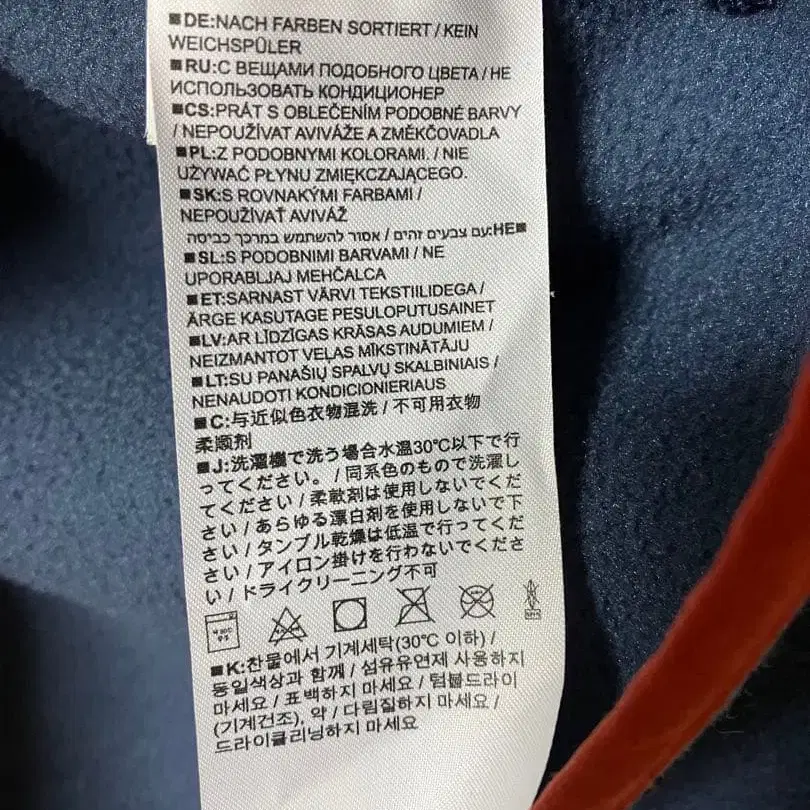 ■DE:NACH FARBEN SORTIERT / KEIN
WEICHSPÜLER
■RU:С ВЕЩАМИ ПОДОБНОГО ЦВЕТА / НЕ
ИСПОЛЬЗОВАТЬ КОНДИЦИОНЕР
■CS:PRÁT S OBLEČENÍM PODOBNÉ BARVY
/ NEPOUŽÍVAT AVIVÁŽE A ZMĚKČOVADLA
■PL:Z PODOBNYMI KOLORAMI. / NIE
UŻYWAĆ PŁYNU ZMIĘKCZAJĄCEGO.
■SK:S ROVNAKÝMI FARBAMI /
NEPOUŽÍVAŤ AVIVÁŽ
■HE:עם צבעים זהים / אסור להשתמש במרכך כביסה
■SL:S PODOBNIMI BARVAMI / NE
UPORABLJAJ MEHČALCA
■ET:SARNAST VÄRVI TEKSTIILIDEGA /
ÄRGE KASUTAGE PESULOPUTUSAINET
■LV:AR LĪDZĪGAS KRĀSAS AUDUMIEM /
NEIZMANTOT VEĻAS MĪKSTINĀTĀJU
■LT:SU PANAŠIŲ SPALVŲ SKALBINIAIS /
NENAUDOTI KONDICIONIERIAUS
■C:与近似色衣物混洗 / 不可用衣物
柔顺剂
■J:洗濯機で洗う場合水温30℃以下で行
ってください。 / 同系色のもので洗濯し
てください / 柔軟剤は使用しないでくだ
さい / あらゆる漂白剤を使用しないで下
さい / タンブル乾燥は低温で行ってくだ
さい / アイロン掛けを行わないでくださ
い / ドライクリーニング不可
■K:찬물에서 기계세탁(30℃ 이하) /
동일색상과 함께 / 섬유유연제 사용하지
마세요 / 표백하지 마세요 / 텀블드라이
(기계건조), 약 / 다림질하지 마세요 /
드라이클리닝하지 마세요